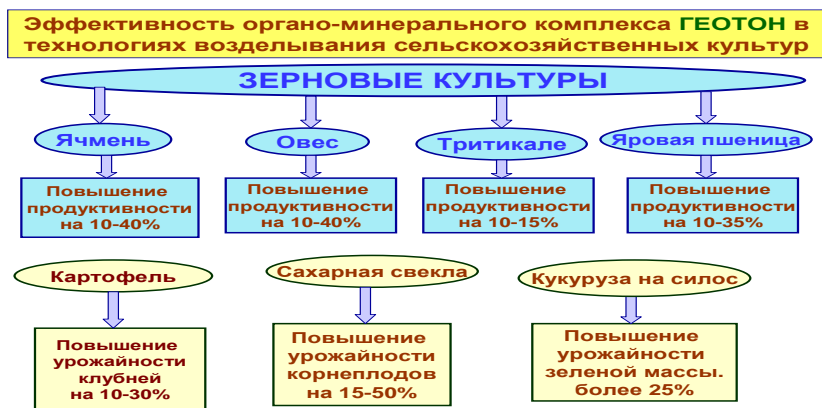 Эффективность органо-минерального комплекса ГЕОТОН в
технологиях возделывания сельскохозяйственных культур
ЗЕРНОВЫЕ КУЛЬТУРЫ
Ячмень
Овес
Тритикале
Яровая пшеница
Повышение
продуктивности
на 10-40%
Повышение
продуктивности
на 10-40%
Повышение
продуктивности
на 10-15%
Повышение
продуктивности
на 10-35%
Картофель
Сахарная свекла
Кукуруза на силос
Повышение
урожайности
клубней
на 10-30%
Повышение
урожайности
корнеплодов
на 15-50%
Повышение
урожайности
зеленой массы.
более 25%